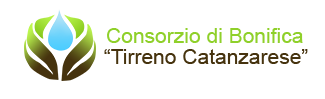 Consorzio di Bonifica
“Tirreno Catanzarese”